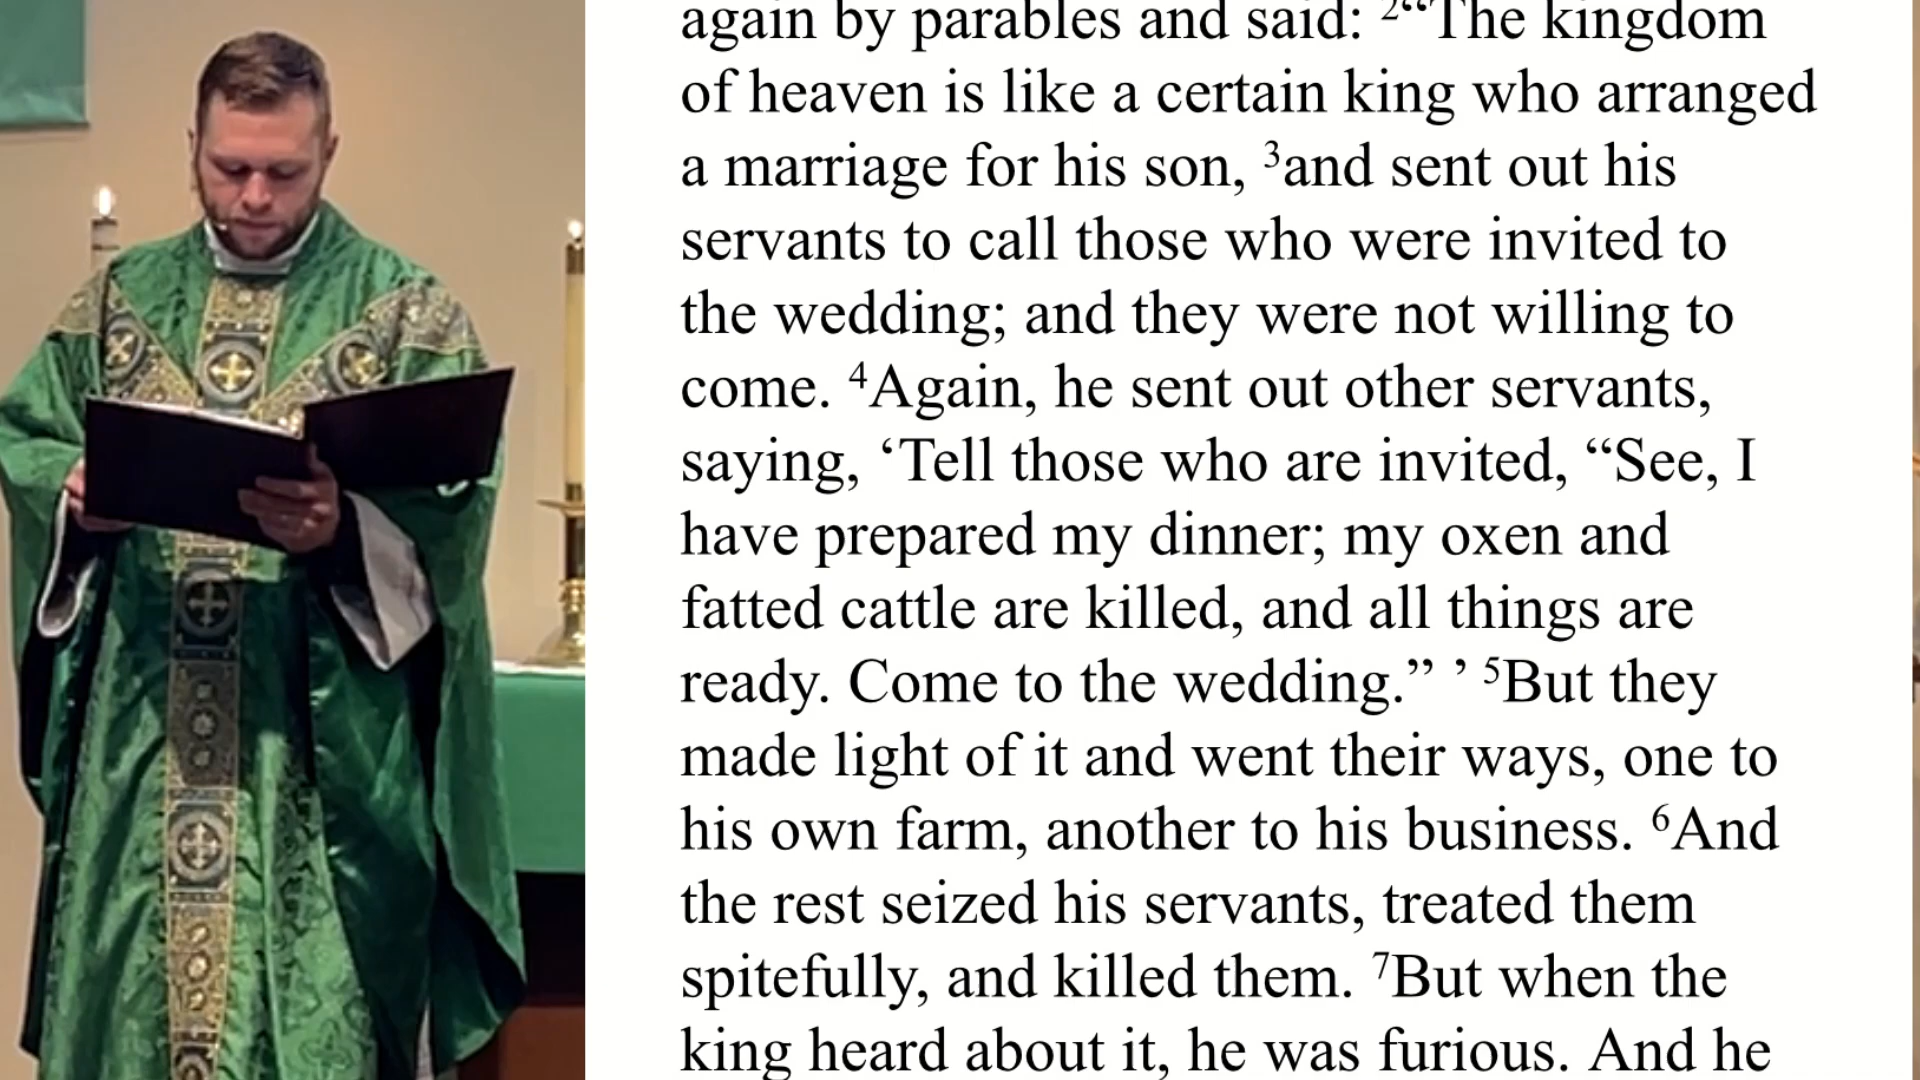 again by parables and said: ²“The kingdom
of heaven is like a certain king who arranged
a marriage for his son, ³and sent out his
servants to call those who were invited to
the wedding; and they were not willing to
come. ⁴Again, he sent out other servants,
saying, ‘Tell those who are invited, “See, I
have prepared my dinner; my oxen and
fatted cattle are killed, and all things are
ready. Come to the wedding.” ’ ⁵But they
made light of it and went their ways, one to
his own farm, another to his business. ⁶And
the rest seized his servants, treated them
spitefully, and killed them. ⁷But when the
king heard about it, he was furious. And he